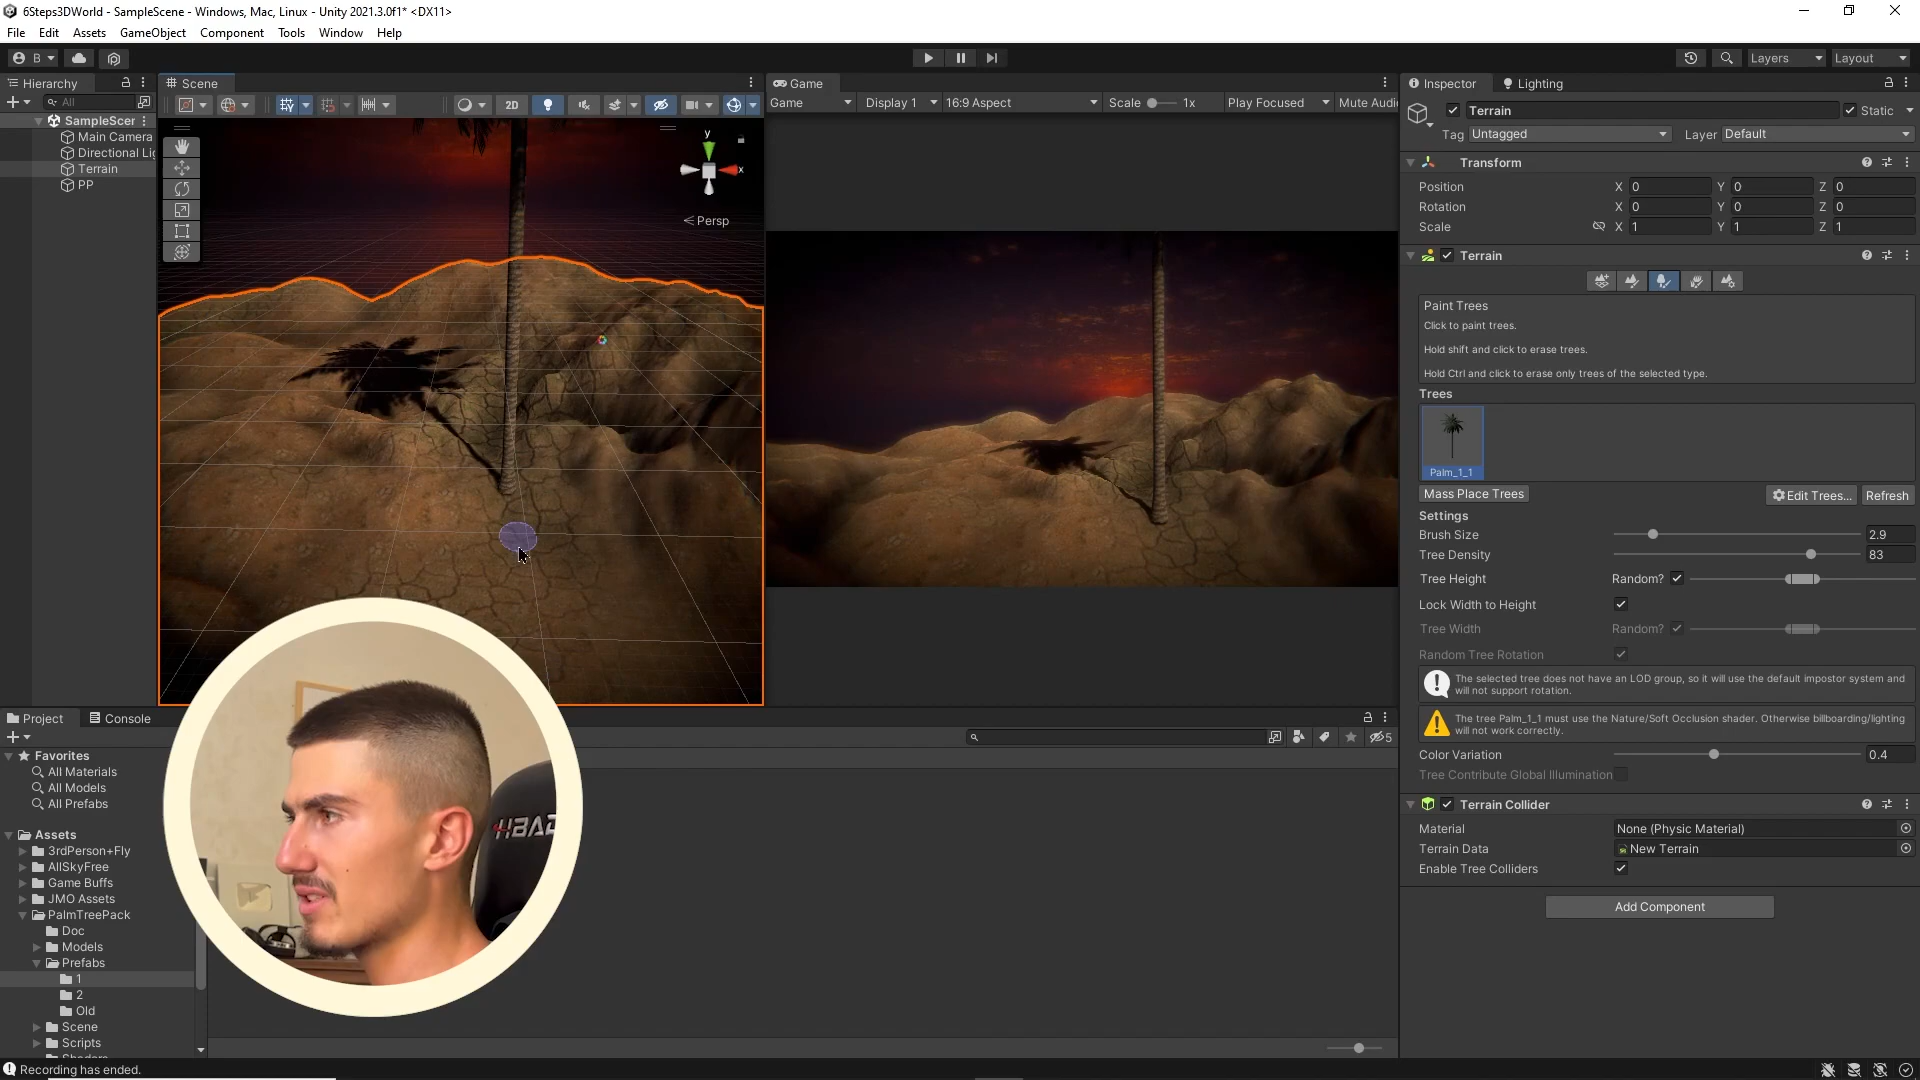 6Steps3DWorld - SampleScene - Windows, Mac, Linux - Unity 2021.3.0f1* <DX11>
File Edit Assets GameObject Component Tools Window Help
B
Layers
Layout
Hierarchy
All
SampleScer
Main Camera
Directional Lig
Terrain
PP
Scene
2D
y
x
Persp
Game
Game
Display 1
16:9 Aspect
Scale
1x
Play Focused
Mute Audi
Inspector
Lighting
Terrain
Static
Tag
Untagged
Layer
Default
Transform
Position X 0 Y 0 Z 0
Rotation X 0 Y 0 Z 0
Scale X 1 Y 1 Z 1
Terrain
Paint Trees
Click to paint trees.
Hold shift and click to erase trees.
Hold Ctrl and click to erase only trees of the selected type.
Trees
Palm_1_1
Mass Place Trees
Edit Trees...
Refresh
Settings
Brush Size 2.9
Tree Density 83
Tree Height Random?
Lock Width to Height
Tree Width Random?
Random Tree Rotation
The selected tree does not have an LOD group, so it will use the default impostor system and
will not support rotation.
The tree Palm_1_1 must use the Nature/Soft Occlusion shader. Otherwise billboarding/lighting
will not work correctly.
Color Variation 0.4
Tree Contribute Global Illumination
Terrain Collider
Material None (Physic Material)
Terrain Data New Terrain
Enable Tree Colliders
Add Component
Project
Console
5
Favorites
All Materials
All Models
All Prefabs
Assets
3rdPerson+Fly
AllSkyFree
Game Buffs
JMO Assets
PalmTreePack
Doc
Models
Prefabs
1
2
Old
Scene
Scripts
HBAD
Recording has ended.